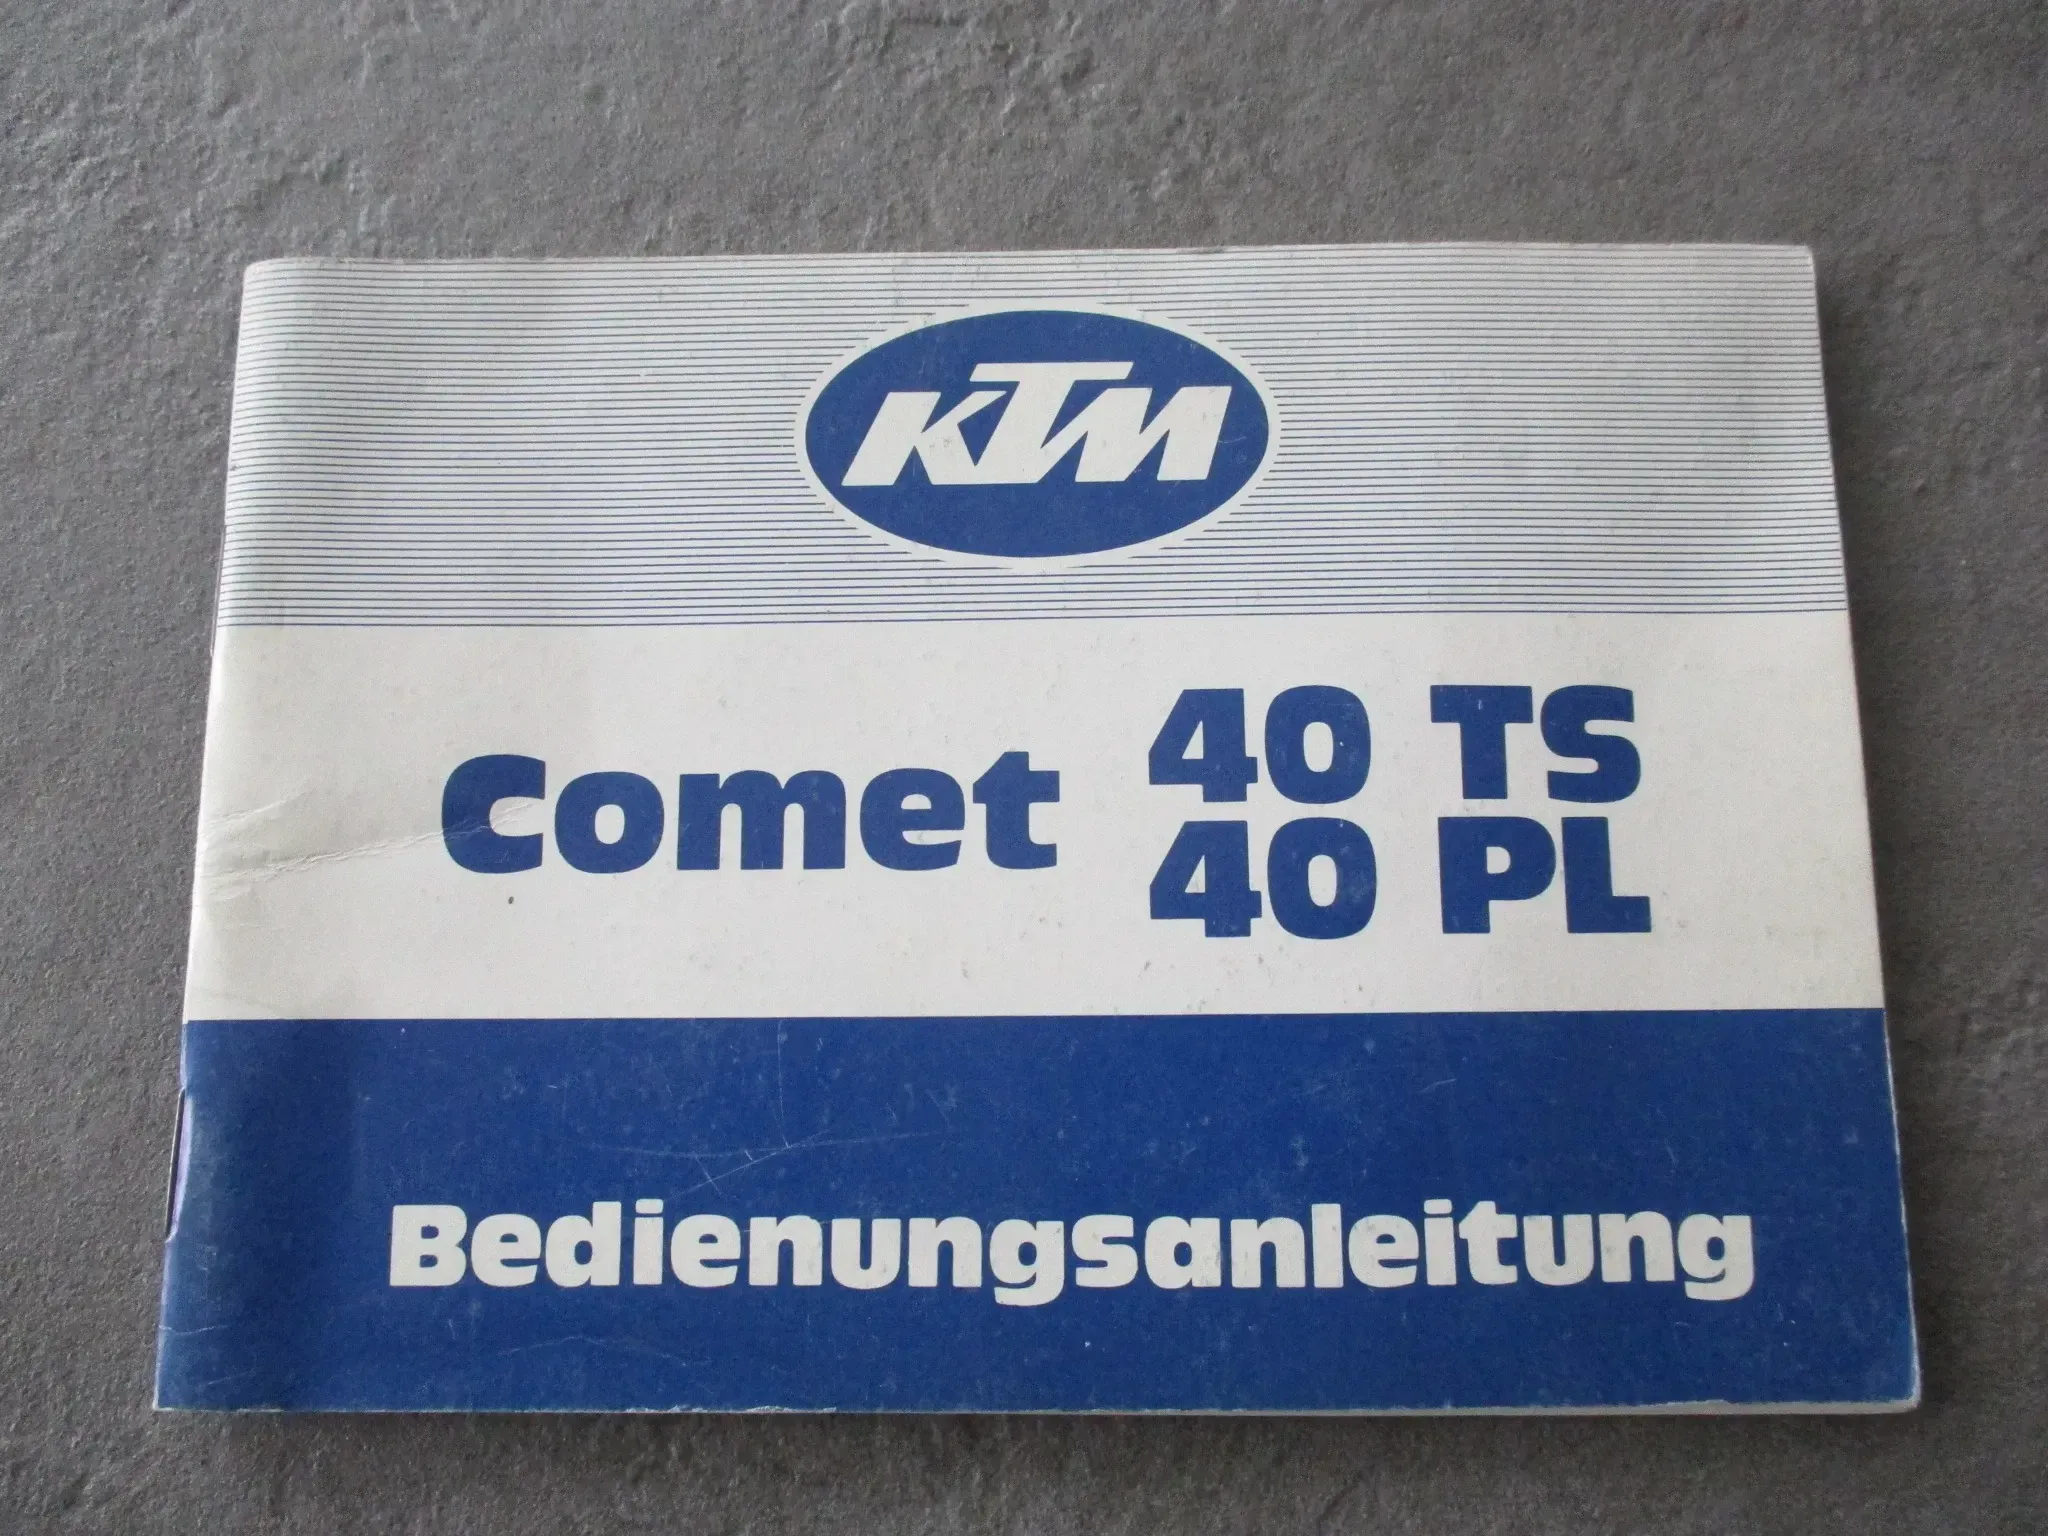 KTM
Comet 40 TS
40 PL
Bedienungsanleitung